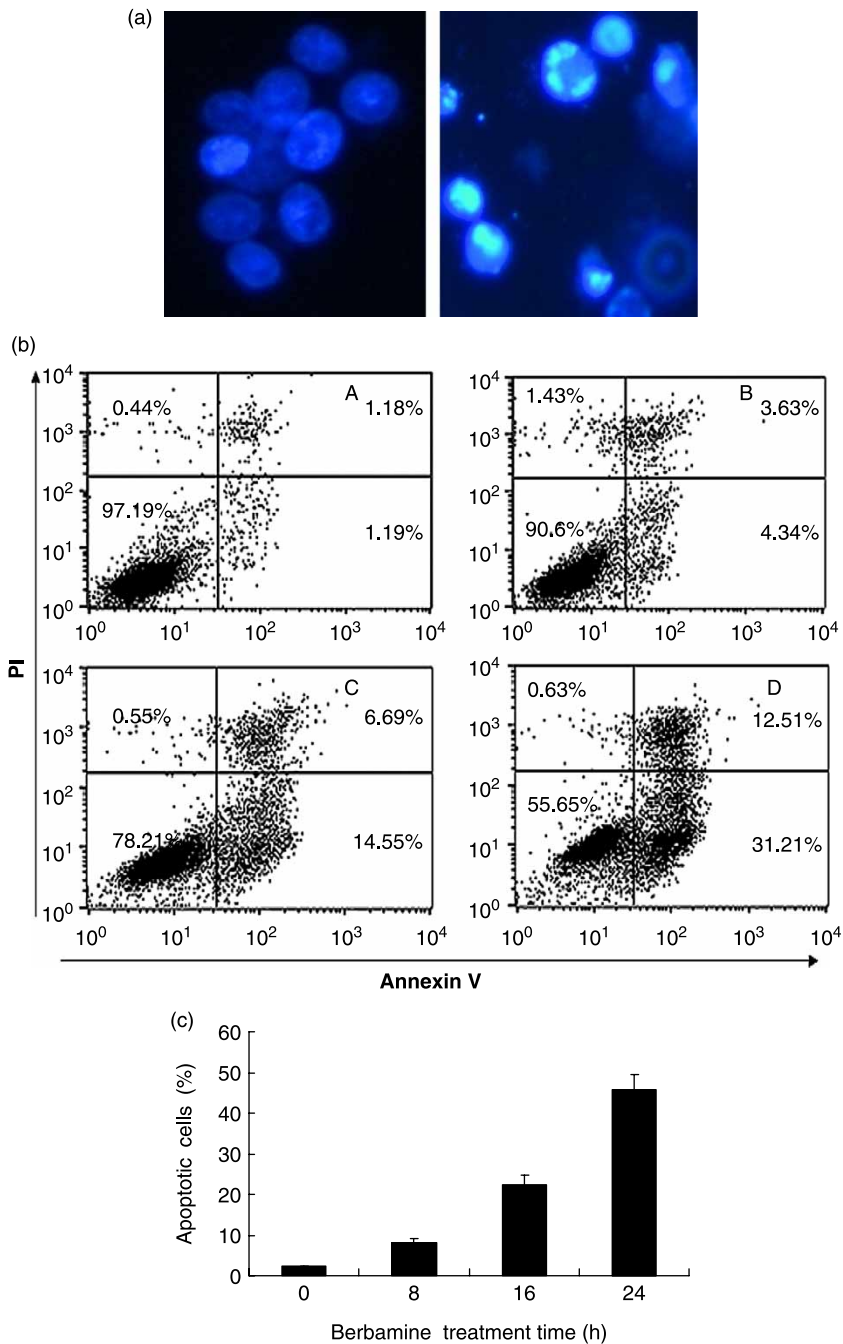 (a)
(b)
10⁴
10³
10²
10¹
10⁰
0.44%
A
1.18%
97.19%
1.19%
10⁰ 10¹ 10² 10³ 10⁴
10⁴
10³
10²
10¹
10⁰
1.43%
B
3.63%
90.6%
4.34%
10⁰ 10¹ 10² 10³ 10⁴
PI
10⁴
10³
10²
10¹
10⁰
0.55%
C
6.69%
78.21%
14.55%
10⁰ 10¹ 10² 10³ 10⁴
10⁴
10³
10²
10¹
10⁰
0.63%
D
12.51%
55.65%
31.21%
10⁰ 10¹ 10² 10³ 10⁴
Annexin V
(c)
Apoptotic cells (%)
60
50
40
30
20
10
0
0 8 16 24
Berbamine treatment time (h)